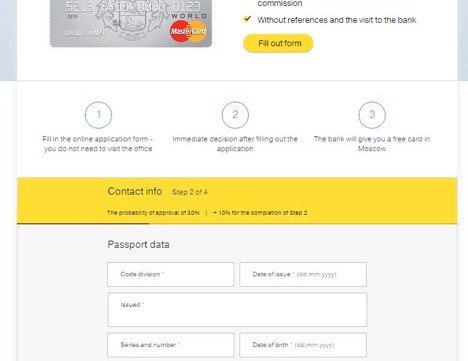 commission
Without references and the visit to the bank
Fill out form
5213 2100 0000 0123
WORLD
ВАШЕ ИМЯ
MasterCard
1
2
3
Fill in the online application form -
you do not need to visit the office
Immediate decision after filling out the
application
The bank will give you a free card in
Moscow
Contact info Step 2 of 4
The probability of approval of 30% | + 10% for the completion of Step 2
Passport data
Code division *
Date of issue * (dd.mm.yyyy)
Issued *
Series and number *
Date of birth * (dd.mm.yyyy)